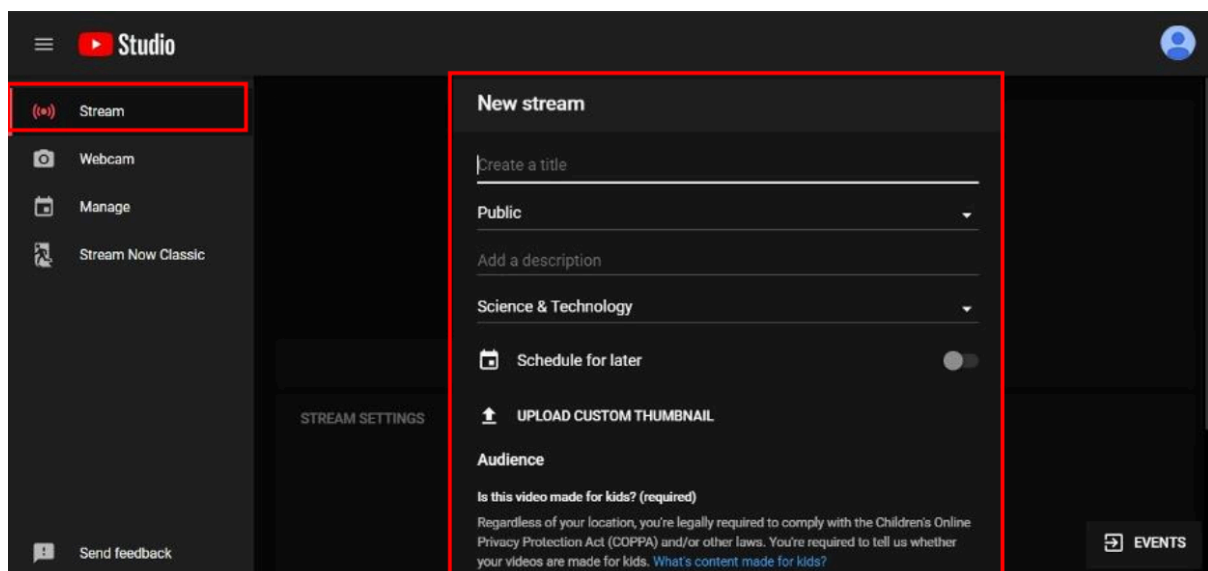 Studio
Stream
Webcam
Manage
Stream Now Classic
Send feedback
STREAM SETTINGS
New stream
Create a title
Public
Add a description
Science & Technology
Schedule for later
UPLOAD CUSTOM THUMBNAIL
Audience
Is this video made for kids? (required)
Regardless of your location, you're legally required to comply with the Children's Online
Privacy Protection Act (COPPA) and/or other laws. You're required to tell us whether
your videos are made for kids. What's content made for kids?
EVENTS